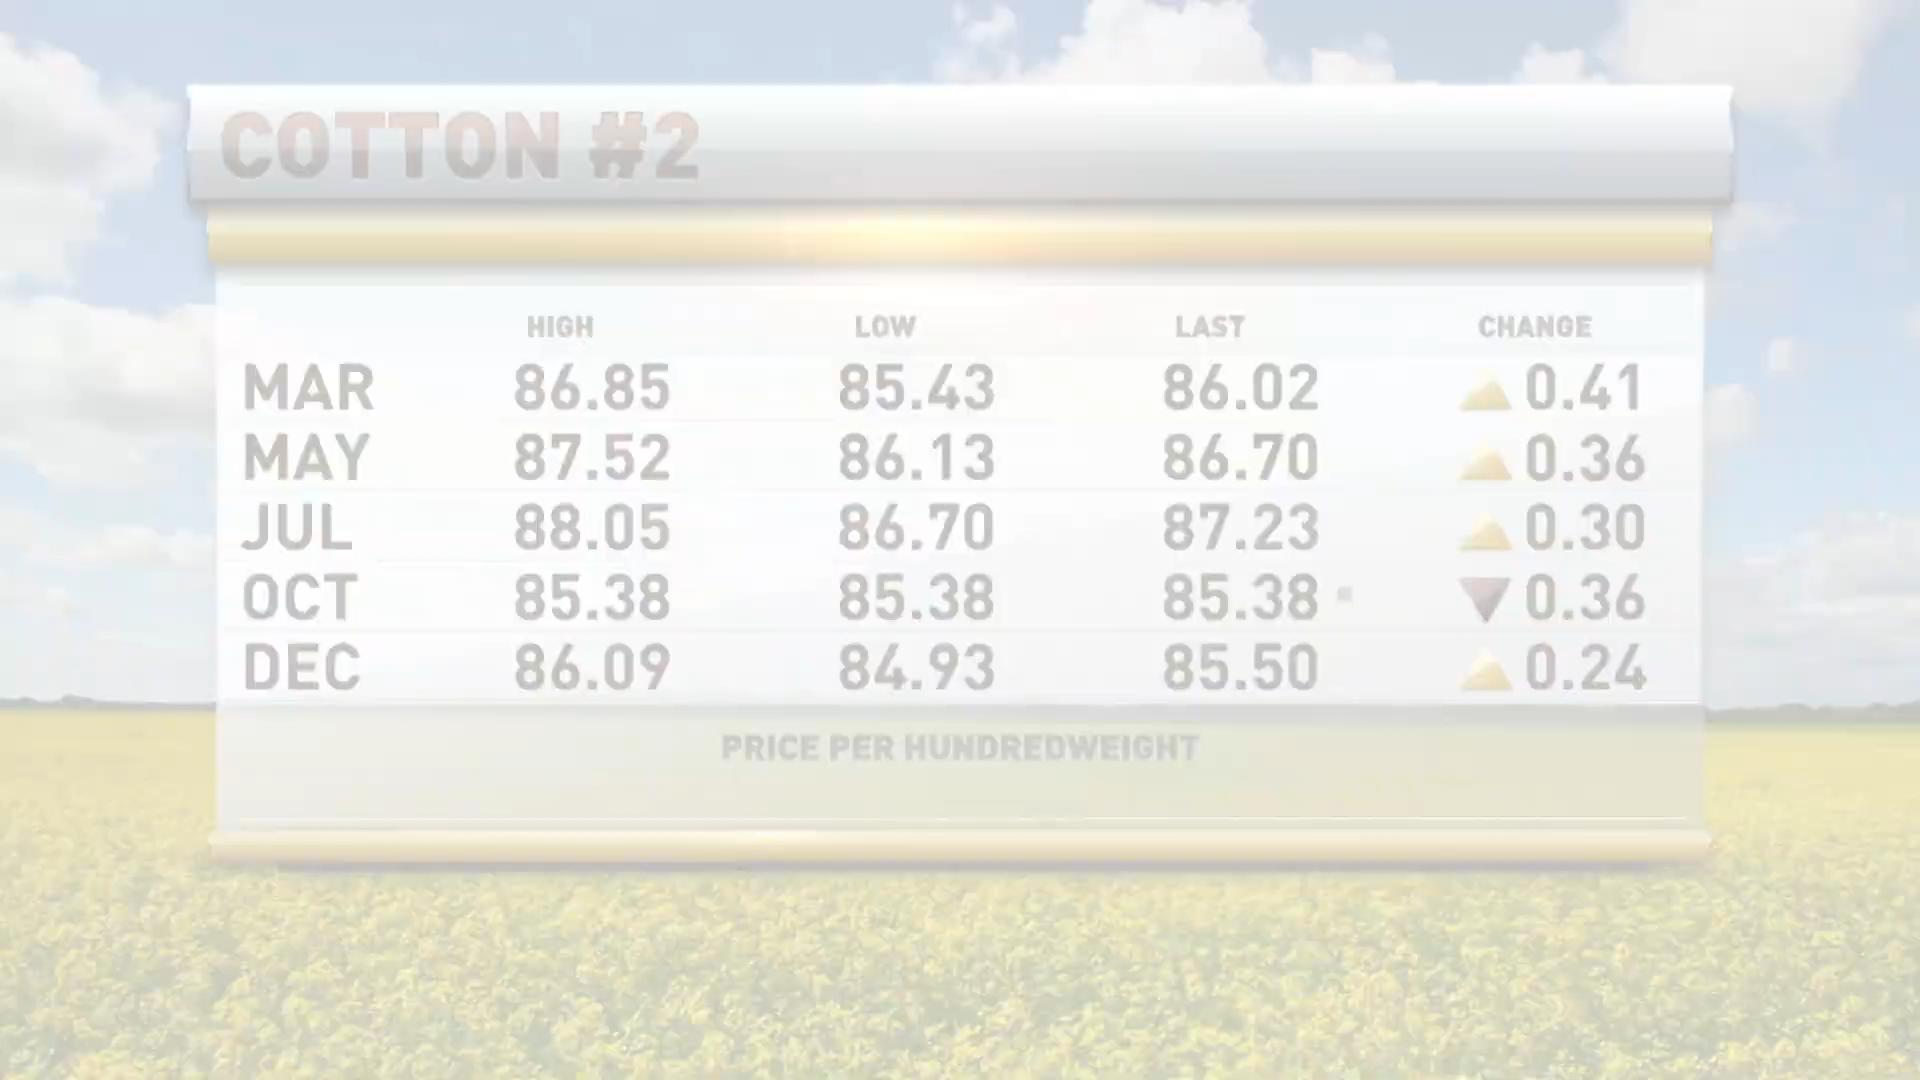 COTTON #2
HIGH LOW LAST CHANGE
MAR 86.85 85.43 86.02 0.41
MAY 87.52 86.13 86.70 0.36
JUL 88.05 86.70 87.23 0.30
OCT 85.38 85.38 85.38 0.36
DEC 86.09 84.93 85.50 0.24
PRICE PER HUNDREDWEIGHT